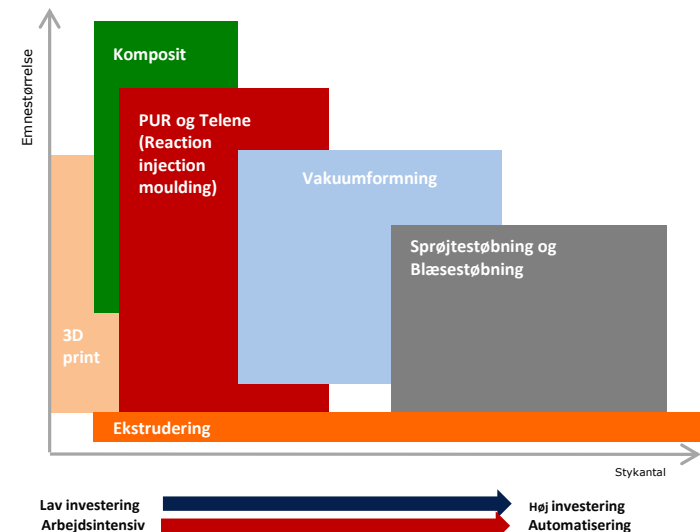 Emnestørrelse
Komposit
PUR og Telene
(Reaction
injection
moulding)
Vakuumformning
Sprøjtestøbning og
Blæsestøbning
3D
print
Ekstrudering
Stykantal
Lav investering
Høj investering
Arbejdsintensiv
Automatisering